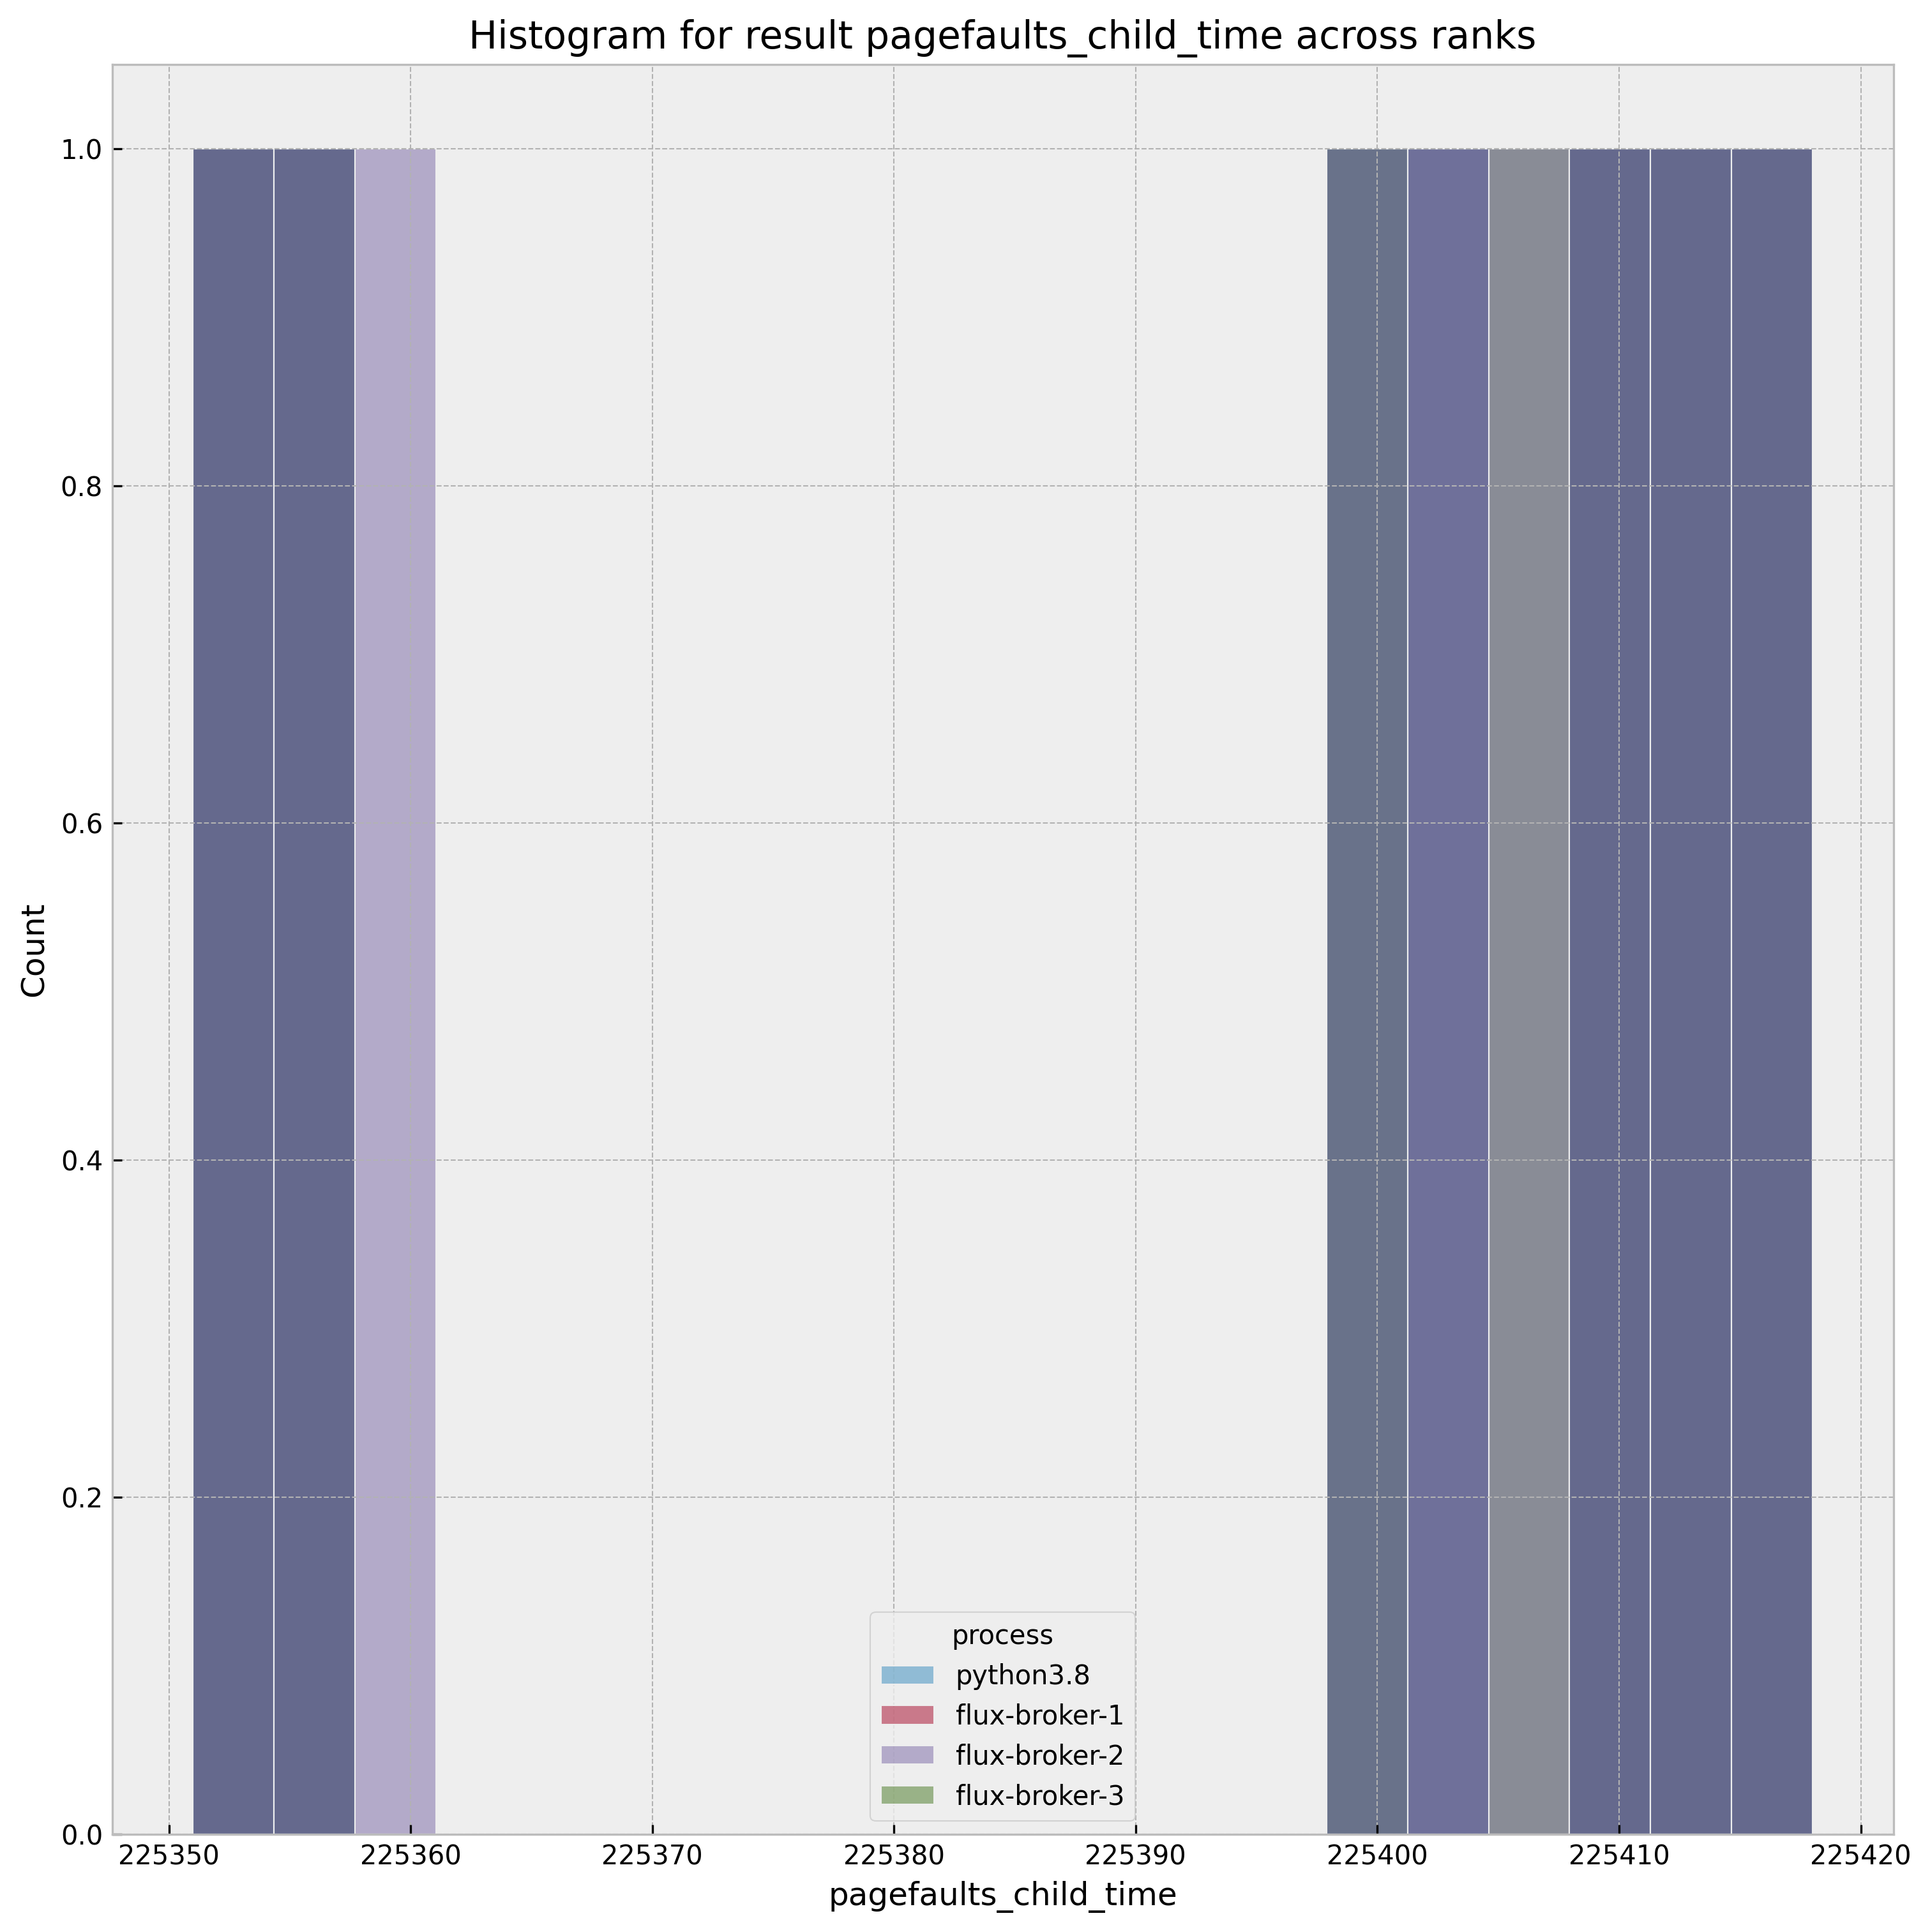 Histogram for result pagefaults_child_time across ranks
1.0
0.8
0.6
0.4
0.2
0.0
Count
process
python3.8
flux-broker-1
flux-broker-2
flux-broker-3
225350 225360 225370 225380 225390 225400 225410 225420
pagefaults_child_time